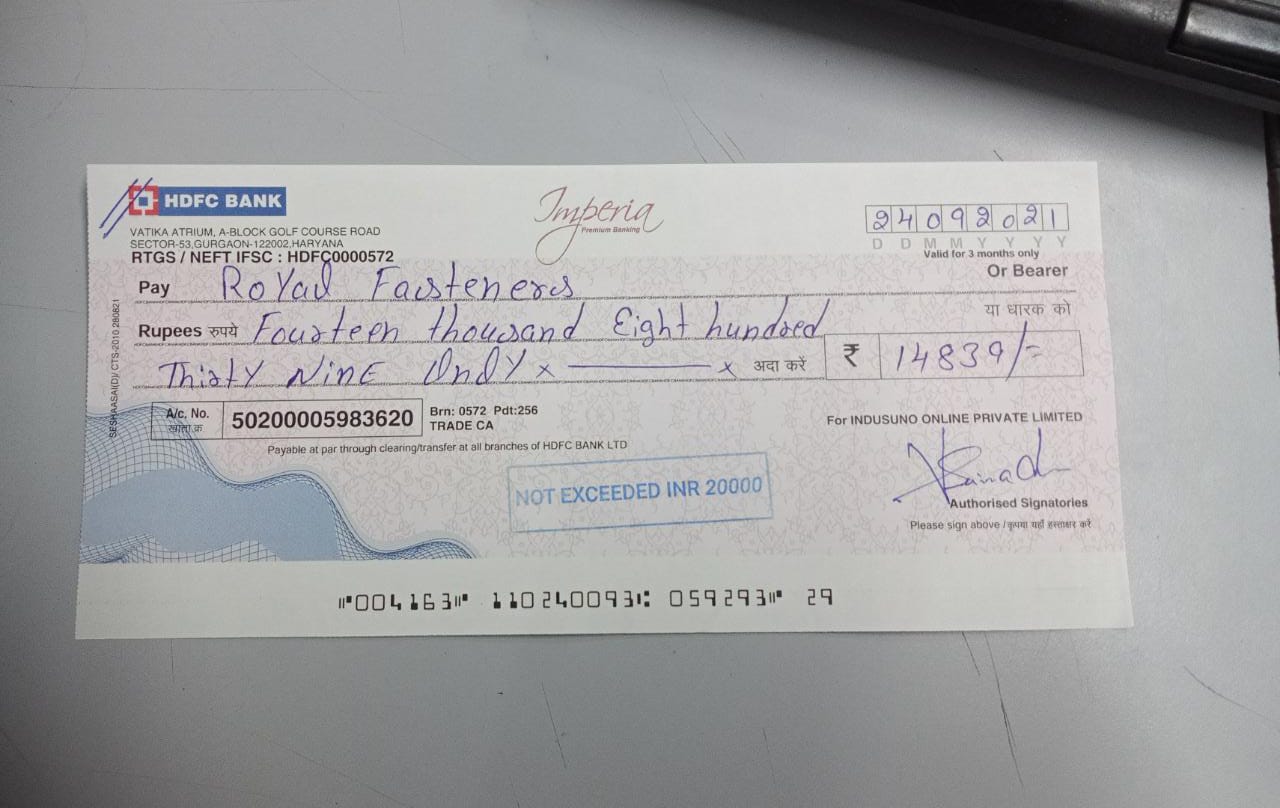 HDFC BANK
Imperia
Premium Banking
24092021
D D M M Y Y Y Y
Valid for 3 months only
VATIKA ATRIUM, A-BLOCK GOLF COURSE ROAD
SECTOR-53,GURGAON-122002,HARYANA
RTGS / NEFT IFSC : HDFC0000572
Or Bearer
Pay Royal Fasteners
या धारक को
Rupees रुपये Fourteen thousand Eight hundred
Thirty Nine Only x ——— x अदा करें ₹ 14839/=
SESHAASAI(D)/ CTS-2010 280821
A/c. No. खाता क्र 50200005983620 Brn: 0572 Pdt:256
TRADE CA
For INDUSUNO ONLINE PRIVATE LIMITED
Payable at par through clearing/transfer at all branches of HDFC BANK LTD
NOT EXCEEDED INR 20000
Authorised Signatories
Please sign above / कृपया यहाँ हस्ताक्षर करें
⑈004163⑈ 110240093⑆ 059293⑈ 29